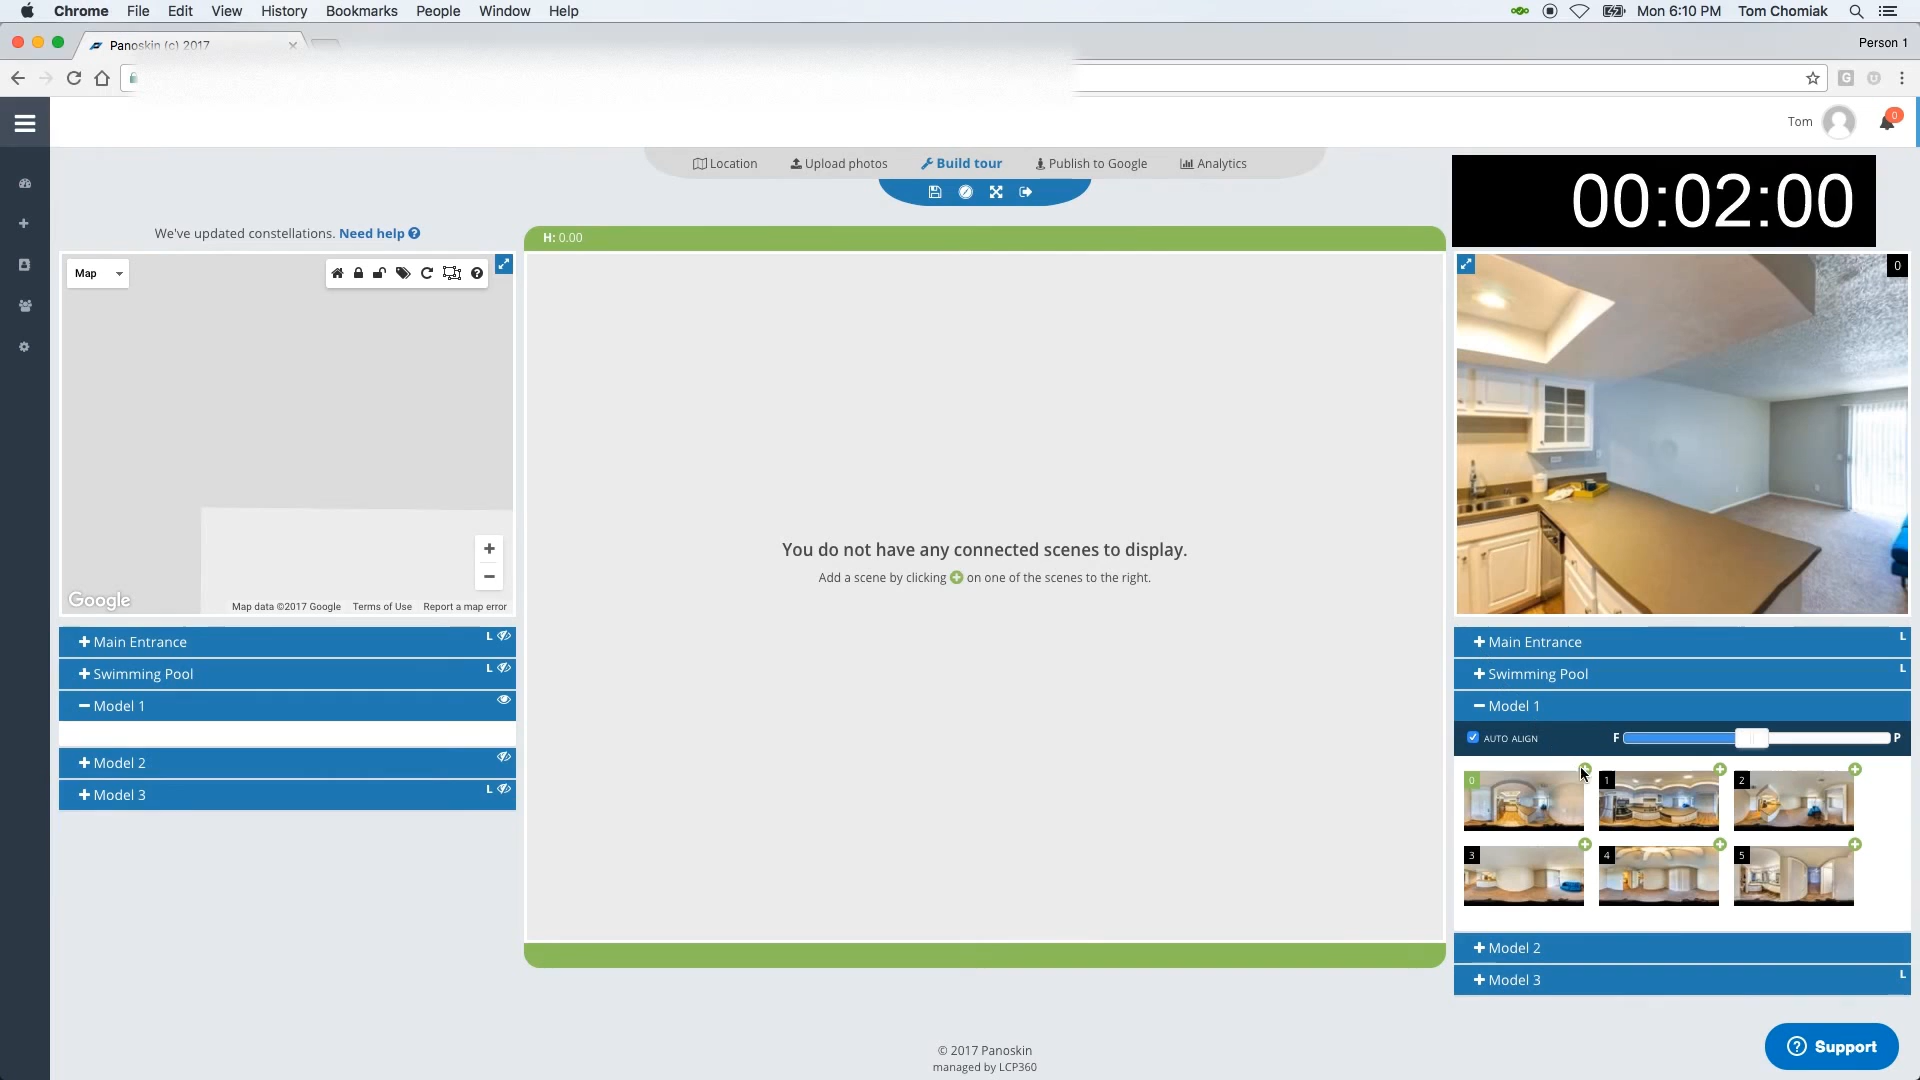 Chrome File Edit View History Bookmarks People Window Help
Mon 6:10 PM Tom Chomiak
Panoskin (c) 2017
Person 1
Tom
0
Location Upload photos Build tour Publish to Google Analytics
00:02:00
We've updated constellations. Need help
H: 0.00
Map
0
You do not have any connected scenes to display.
Add a scene by clicking on one of the scenes to the right.
Google
Map data ©2017 Google Terms of Use Report a map error
Main Entrance L
Swimming Pool L
Model 1
Model 2
Model 3 L
Main Entrance L
Swimming Pool L
Model 1
AUTO ALIGN F P
0 1 2
3 4 5
Model 2
Model 3 L
© 2017 Panoskin
managed by LCP360
Support